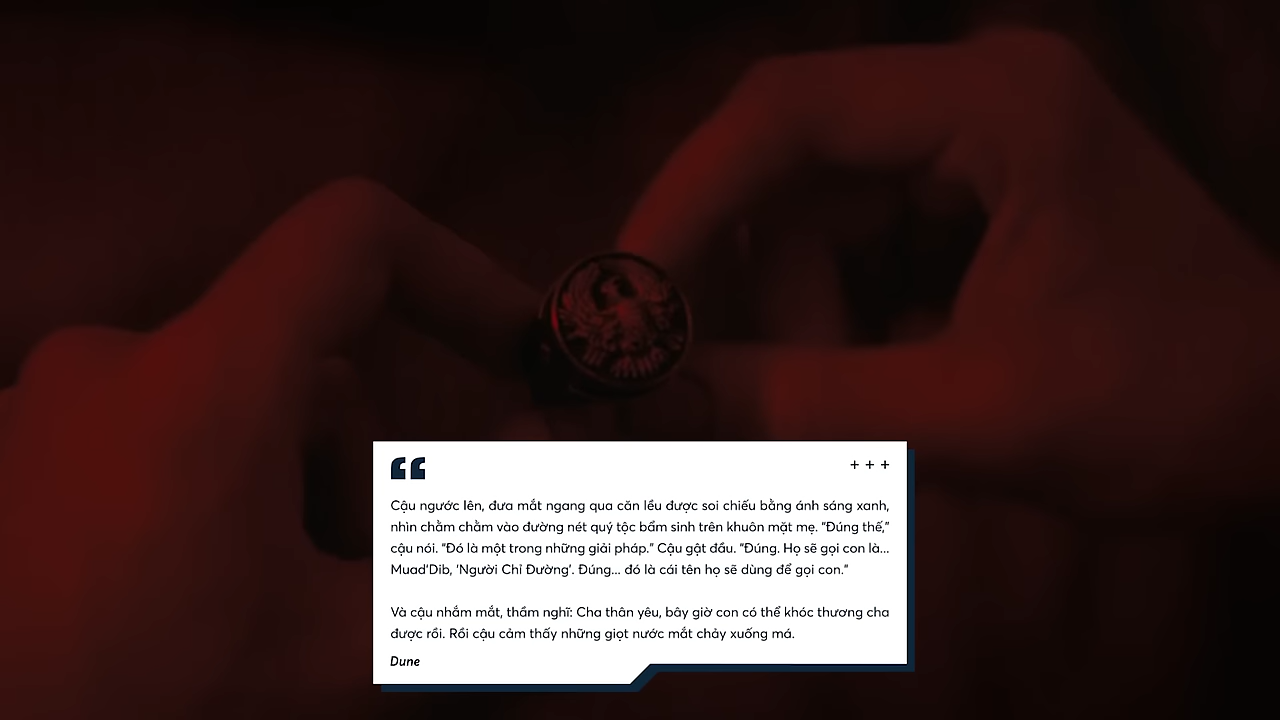 “
+ + +
Cậu ngước lên, đưa mắt ngang qua căn lều được soi chiếu bằng ánh sáng xanh,
nhìn chằm chằm vào đường nét quý tộc bẩm sinh trên khuôn mặt mẹ. “Đúng thế,”
cậu nói. “Đó là một trong những giải pháp.” Cậu gật đầu. “Đúng. Họ sẽ gọi con là...
Muad’Dib, ‘Người Chỉ Đường’. Đúng... đó là cái tên họ sẽ dùng để gọi con.”
Và cậu nhắm mắt, thầm nghĩ: Cha thân yêu, bây giờ con có thể khóc thương cha
được rồi. Rồi cậu cảm thấy những giọt nước mắt chảy xuống má.
Dune